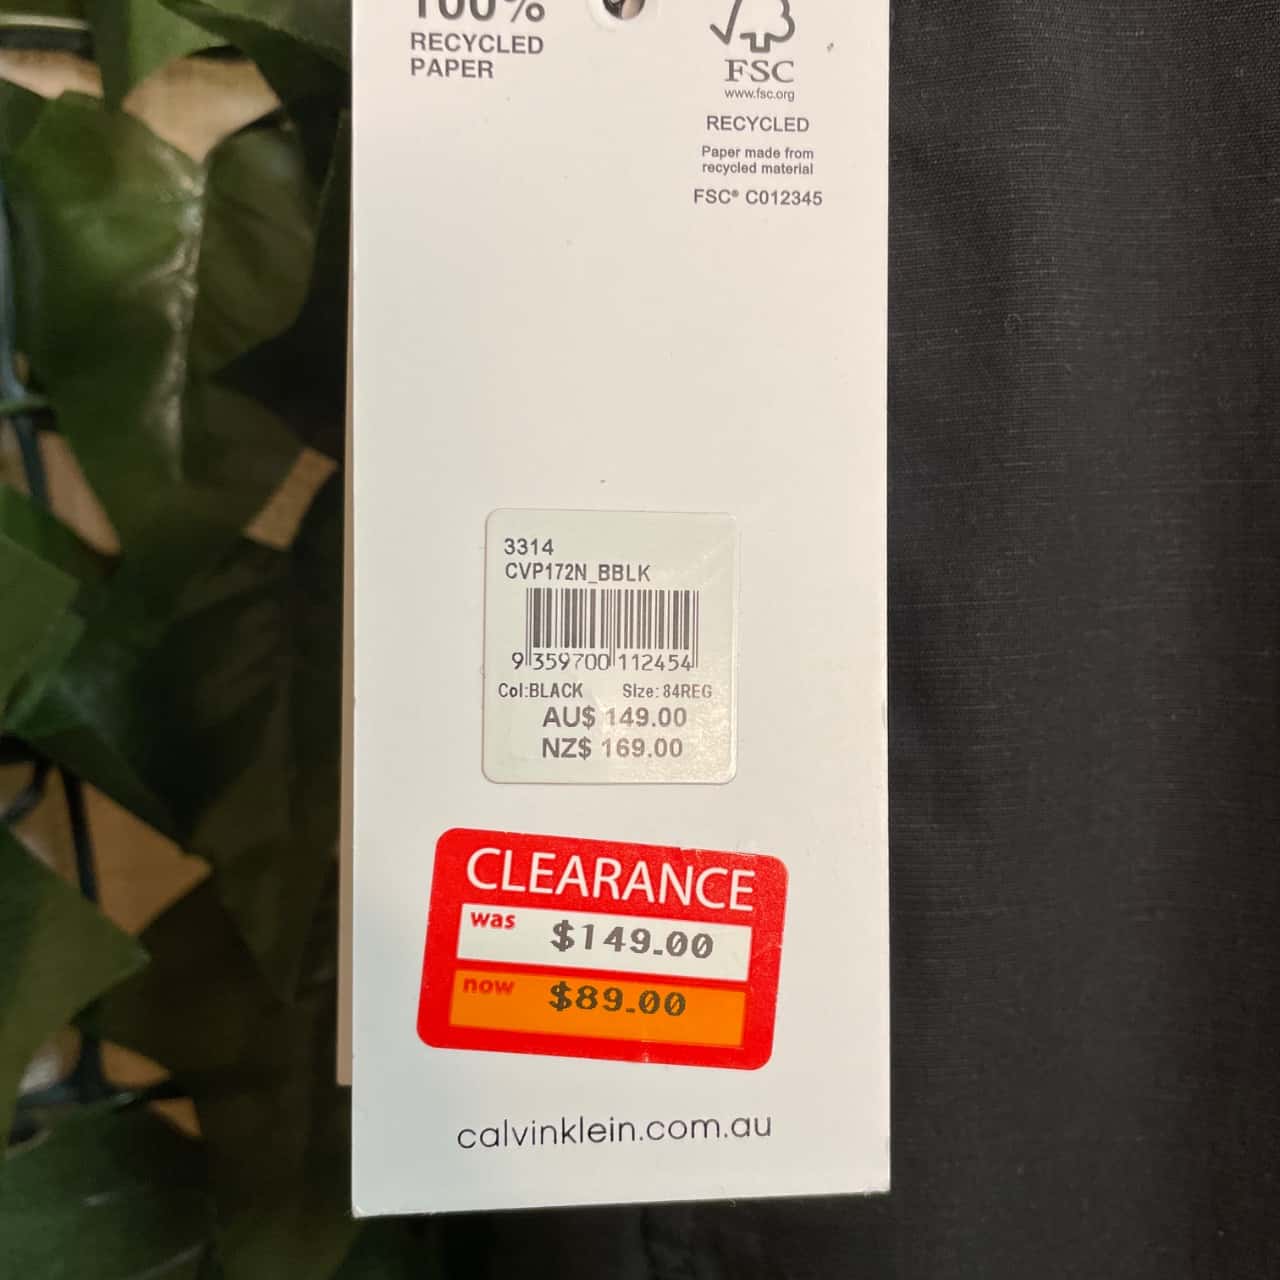 100%
RECYCLED
PAPER
FSC
www.fsc.org
RECYCLED
Paper made from
recycled material
FSC® C012345
3314
CVP172N_BBLK
9 359700 112454
Col:BLACK Size: 84REG
AU$ 149.00
NZ$ 169.00
CLEARANCE
was $149.00
now $89.00
calvinklein.com.au